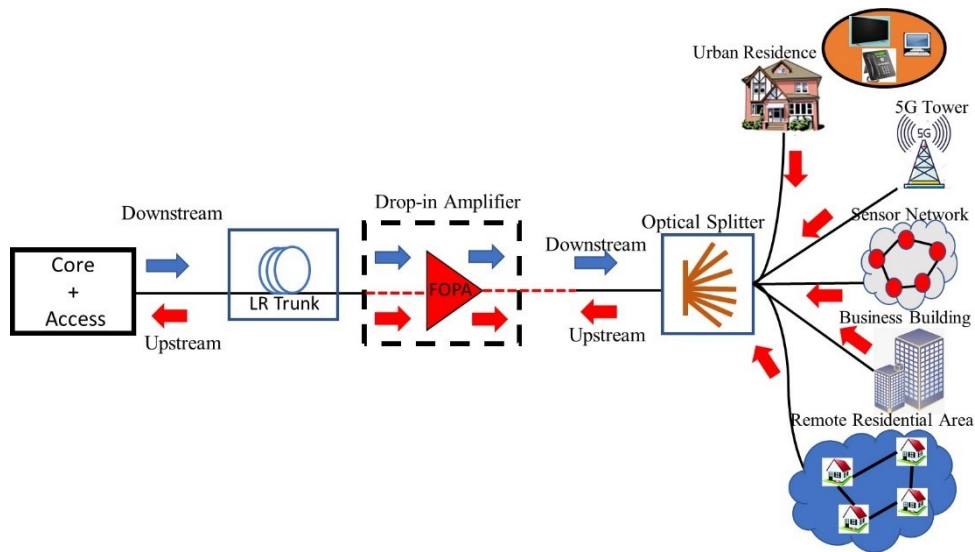 Urban Residence
5G Tower
5G
Drop-in Amplifier
Downstream
Optical Splitter
Sensor Network
Downstream
Core
+
Access
FOPA
LR Trunk
Upstream
Upstream
Business Building
Remote Residential Area